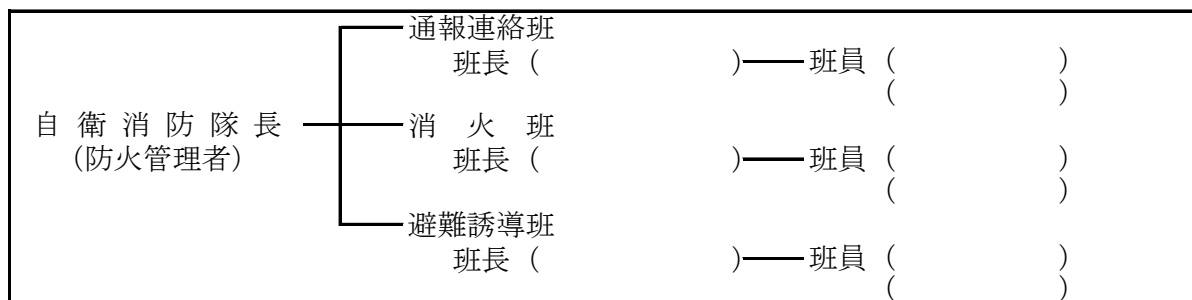 通報連絡班
班長（　　　　　　　）班員（　　　　　　）
（　　　　　　）
自衛消防隊長
（防火管理者）
消火班
班長（　　　　　　　）班員（　　　　　　）
（　　　　　　）
避難誘導班
班長（　　　　　　　）班員（　　　　　　）
（　　　　　　）